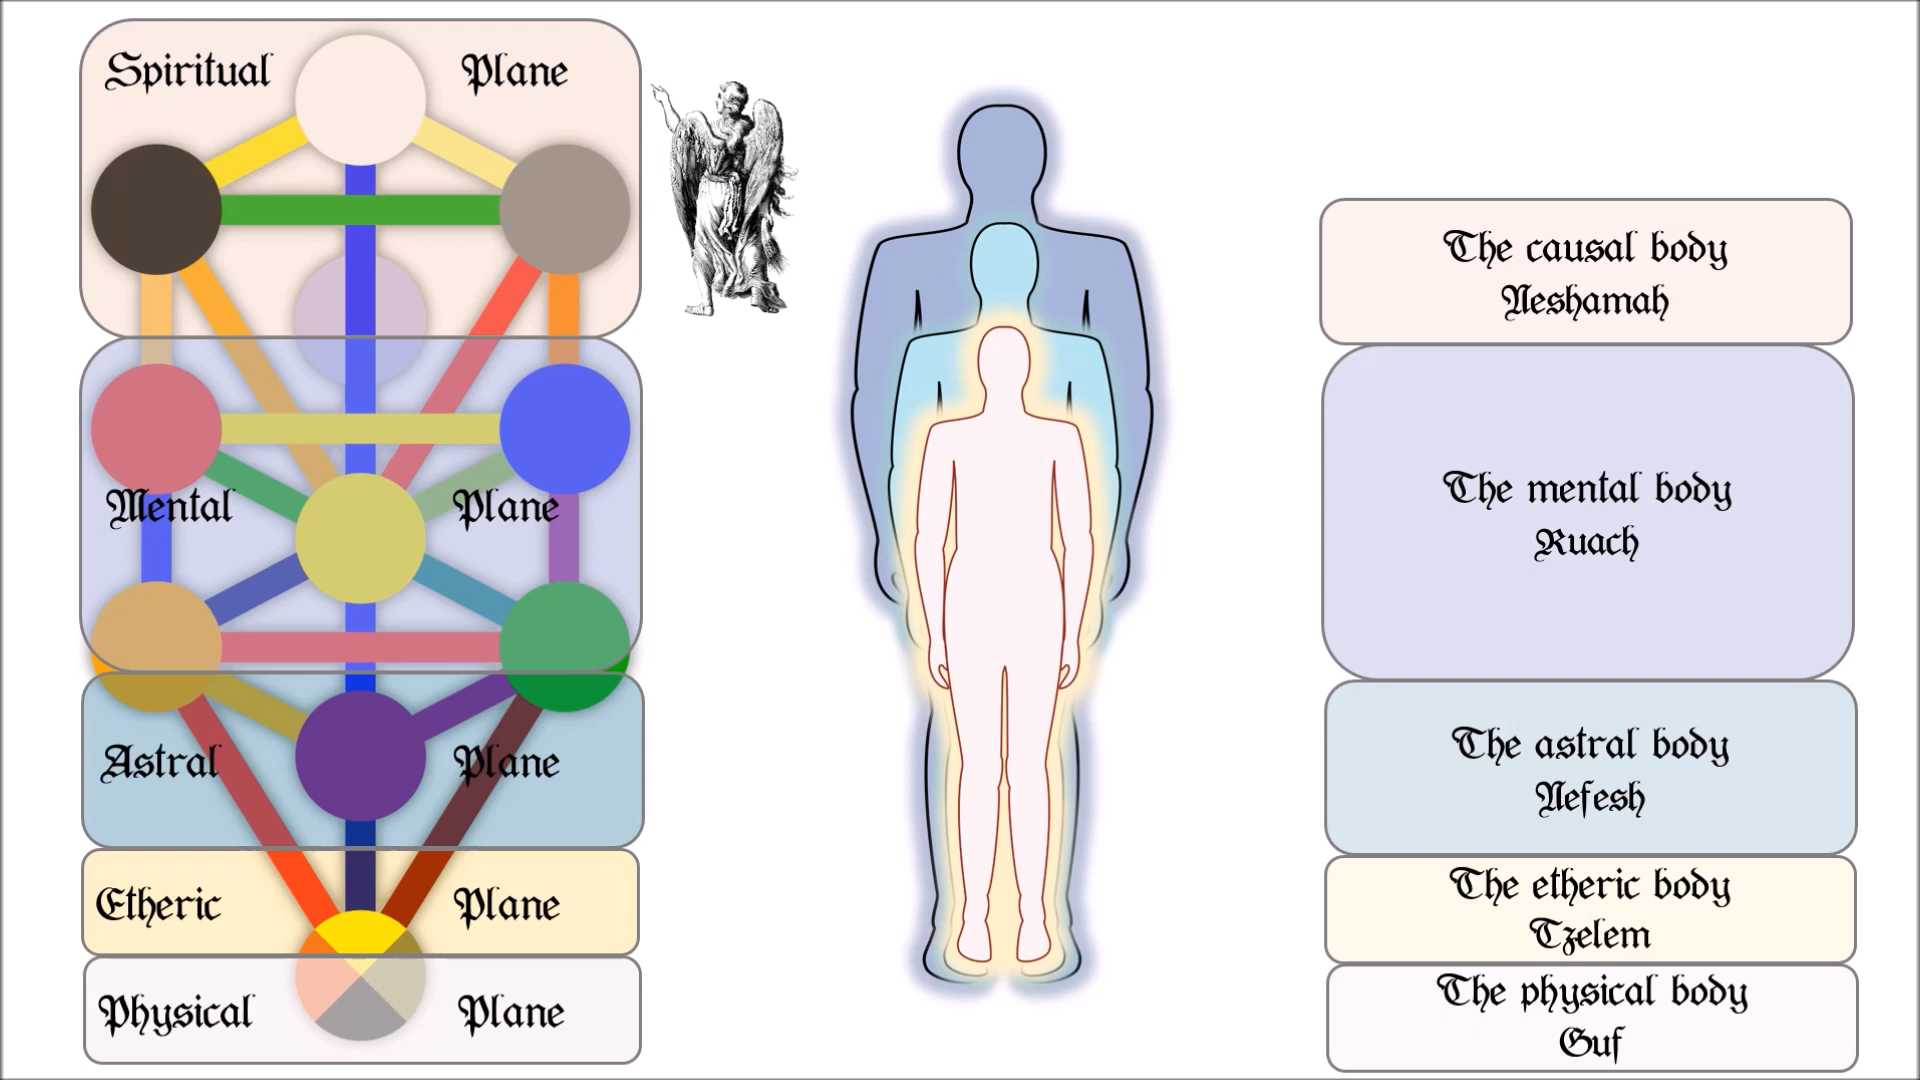 Spiritual Plane
Mental Plane
Astral Plane
Etheric Plane
Physical Plane
The causal body
Neshamah
The mental body
Ruach
The astral body
Nefesh
The etheric body
Tzelem
The physical body
Guf